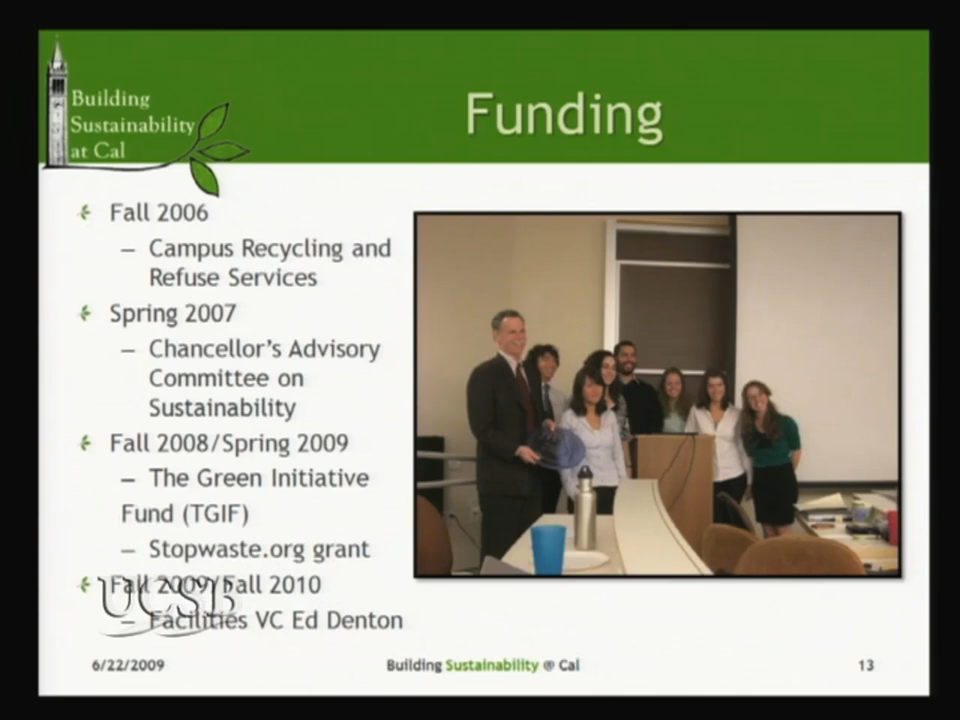 Building
Sustainability
at Cal
Funding
Fall 2006
– Campus Recycling and
Refuse Services
Spring 2007
– Chancellor's Advisory
Committee on
Sustainability
Fall 2008/Spring 2009
– The Green Initiative
Fund (TGIF)
– Stopwaste.org grant
Fall 2009/Fall 2010
– Facilities VC Ed Denton
UCSB
6/22/2009
Building Sustainability @ Cal
13